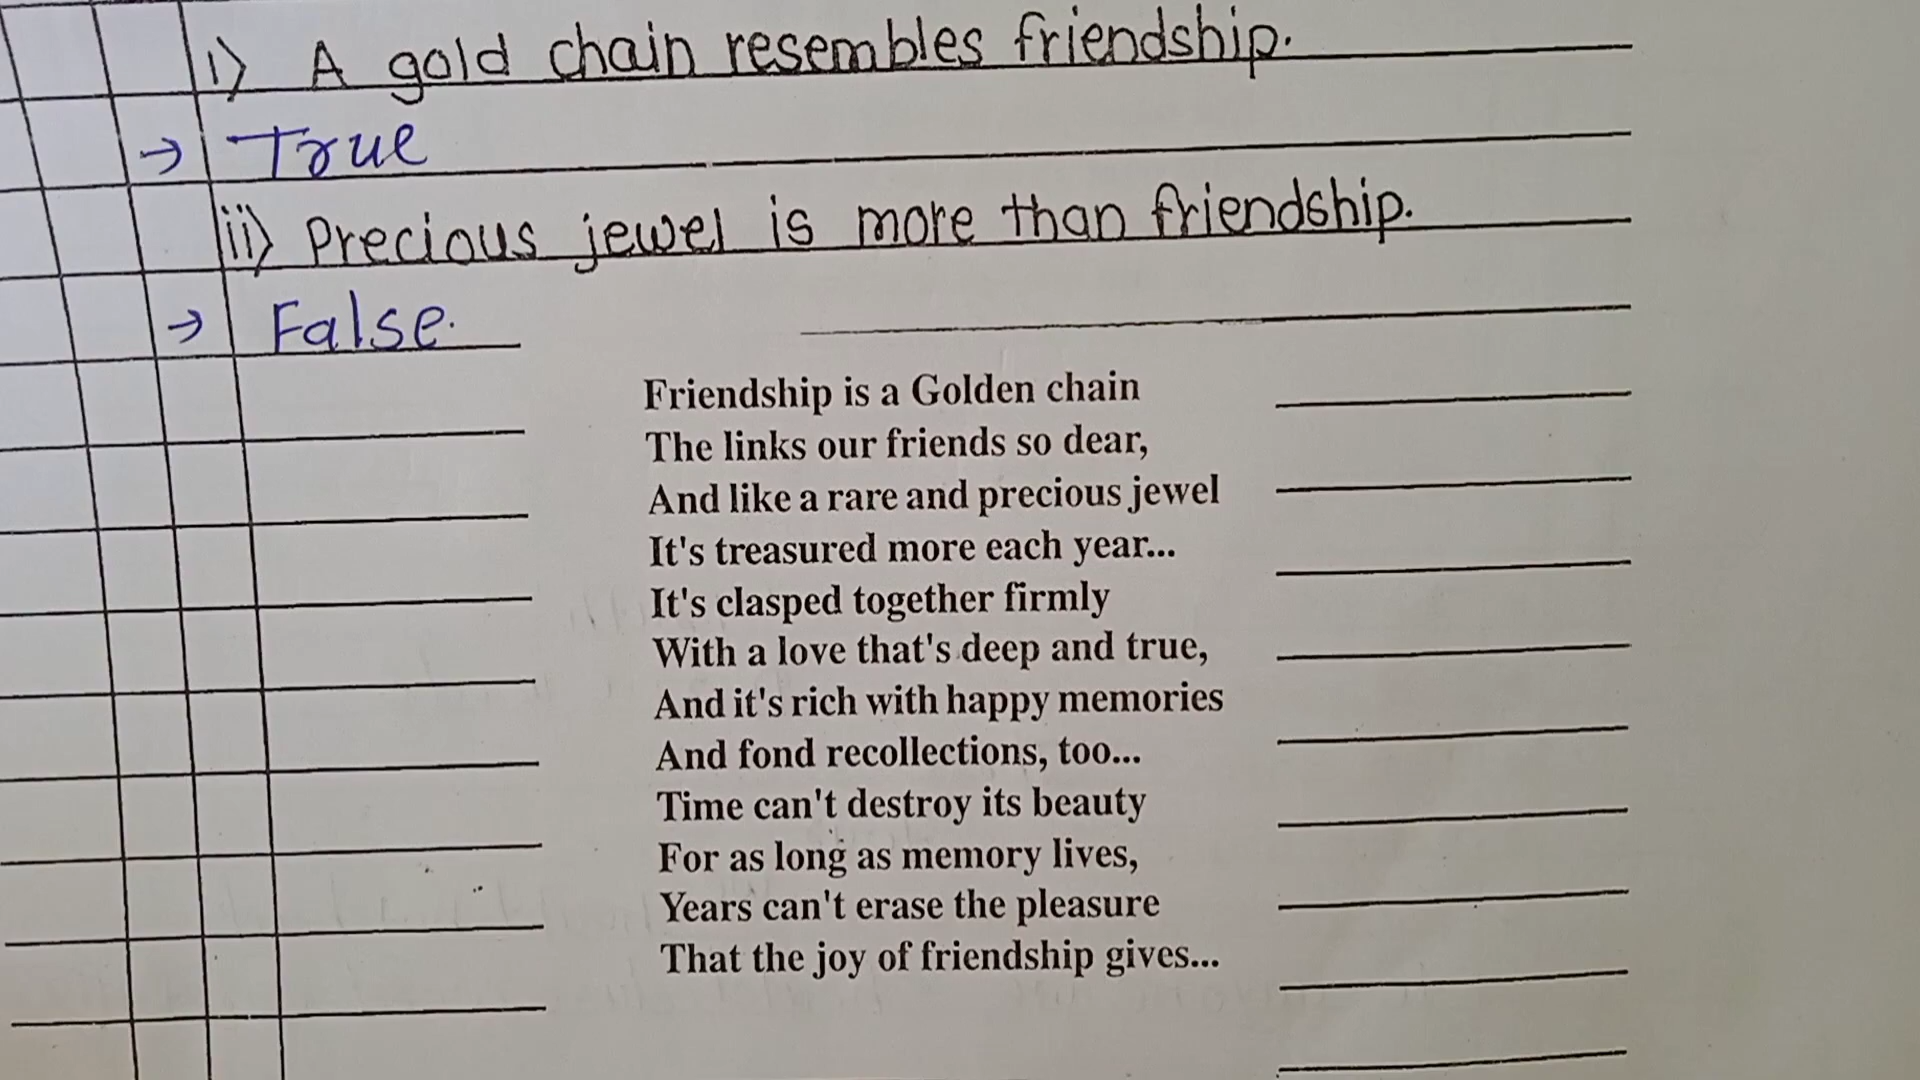 i) A gold chain resembles friendship.
→ True
ii) Precious jewel is more than friendship.
→ False.
Friendship is a Golden chain
The links our friends so dear,
And like a rare and precious jewel
It's treasured more each year...
It's clasped together firmly
With a love that's deep and true,
And it's rich with happy memories
And fond recollections, too...
Time can't destroy its beauty
For as long as memory lives,
Years can't erase the pleasure
That the joy of friendship gives...